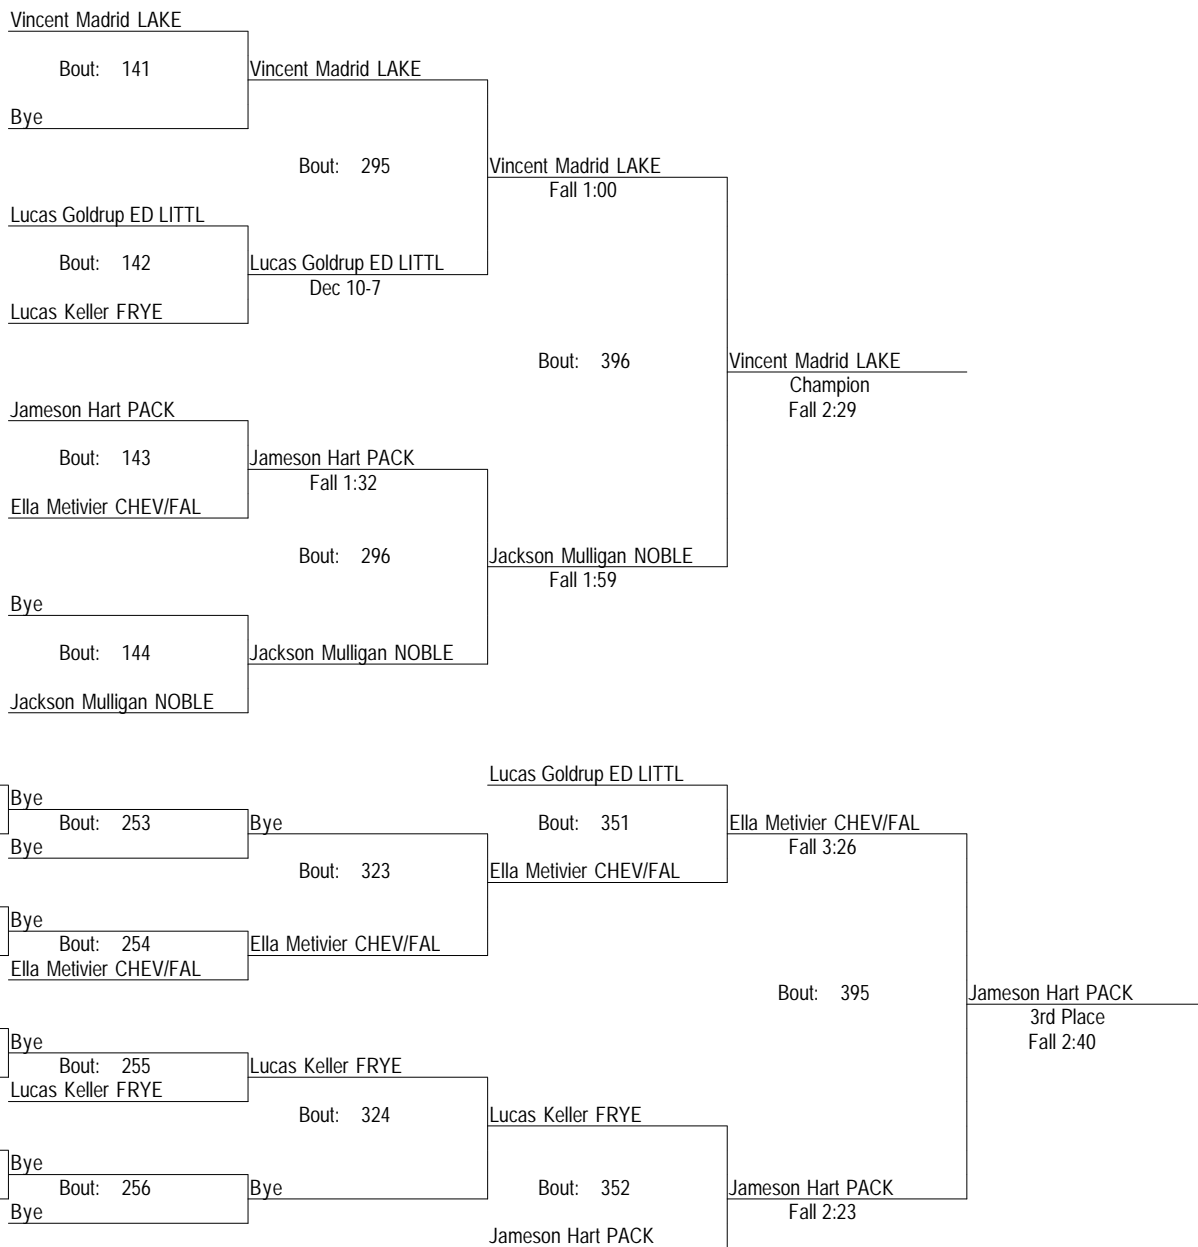 Vincent Madrid LAKE
Bout: 141
Vincent Madrid LAKE
Bye
Bout: 295
Vincent Madrid LAKE
Fall 1:00
Lucas Goldrup ED LITTL
Bout: 142
Lucas Goldrup ED LITTL
Dec 10-7
Lucas Keller FRYE
Bout: 396
Vincent Madrid LAKE
Champion
Fall 2:29
Jameson Hart PACK
Bout: 143
Jameson Hart PACK
Fall 1:32
Ella Metivier CHEV/FAL
Bout: 296
Jackson Mulligan NOBLE
Fall 1:59
Bye
Bout: 144
Jackson Mulligan NOBLE
Jackson Mulligan NOBLE
Lucas Goldrup ED LITTL
Bye
Bout: 253
Bye
Bout: 351
Ella Metivier CHEV/FAL
Fall 3:26
Bye
Bout: 323
Ella Metivier CHEV/FAL
Bye
Bout: 254
Ella Metivier CHEV/FAL
Ella Metivier CHEV/FAL
Bout: 395
Jameson Hart PACK
3rd Place
Fall 2:40
Bye
Bout: 255
Lucas Keller FRYE
Lucas Keller FRYE
Bout: 324
Lucas Keller FRYE
Bye
Bout: 256
Bye
Bout: 352
Jameson Hart PACK
Fall 2:23
Bye
Jameson Hart PACK